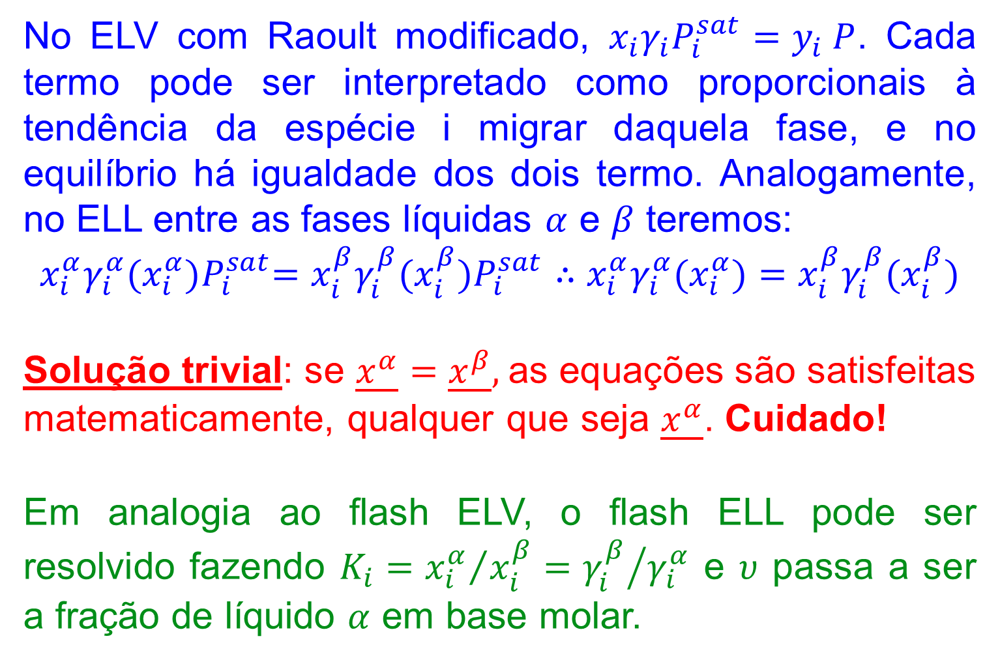 No ELV com Raoult modificado, $x_i \gamma_i P_i^{sat} = y_i \, P$. Cada
termo pode ser interpretado como proporcionais à
tendência da espécie i migrar daquela fase, e no
equilíbrio há igualdade dos dois termo. Analogamente,
no ELL entre as fases líquidas $\alpha$ e $\beta$ teremos:
$x_i^{\alpha} \gamma_i^{\alpha}(x_i^{\alpha}) P_i^{sat} = x_i^{\beta} \gamma_i^{\beta}(x_i^{\beta}) P_i^{sat} \therefore x_i^{\alpha} \gamma_i^{\alpha}(x_i^{\alpha}) = x_i^{\beta} \gamma_i^{\beta}(x_i^{\beta})$
Solução trivial: se $\underline{x^{\alpha}} = \underline{x^{\beta}}$, as equações são satisfeitas
matematicamente, qualquer que seja $\underline{x^{\alpha}}$. Cuidado!
Em analogia ao flash ELV, o flash ELL pode ser
resolvido fazendo $K_i = x_i^{\alpha} / x_i^{\beta} = \gamma_i^{\beta} / \gamma_i^{\alpha}$ e $\upsilon$ passa a ser
a fração de líquido $\alpha$ em base molar.